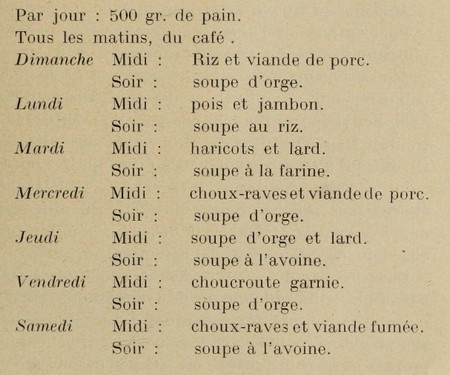 Par jour : 500 gr. de pain.
Tous les matins, du café .
Dimanche Midi : Riz et viande de porc.
Soir : soupe d'orge.
Lundi Midi : pois et jambon.
Soir : soupe au riz.
Mardi Midi : haricots et lard.
Soir : soupe à la farine.
Mercredi Midi : choux-raves et viande de porc.
Soir : soupe d'orge.
Jeudi Midi : soupe d'orge et lard.
Soir : soupe à l'avoine.
Vendredi Midi : choucroute garnie.
Soir : soupe d'orge.
Samedi Midi : choux-raves et viande fumée.
Soir : soupe à l'avoine.